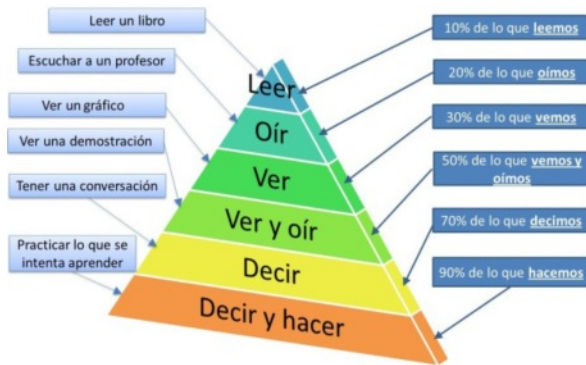 Leer un libro
Escuchar a un profesor
Ver un gráfico
Ver una demostración
Tener una conversación
Practicar lo que se
intenta aprender
Leer
Oír
Ver
Ver y oír
Decir
Decir y hacer
10% de lo que leemos
20% de lo que oímos
30% de lo que vemos
50% de lo que vemos y
oímos
70% de lo que decimos
90% de lo que hacemos